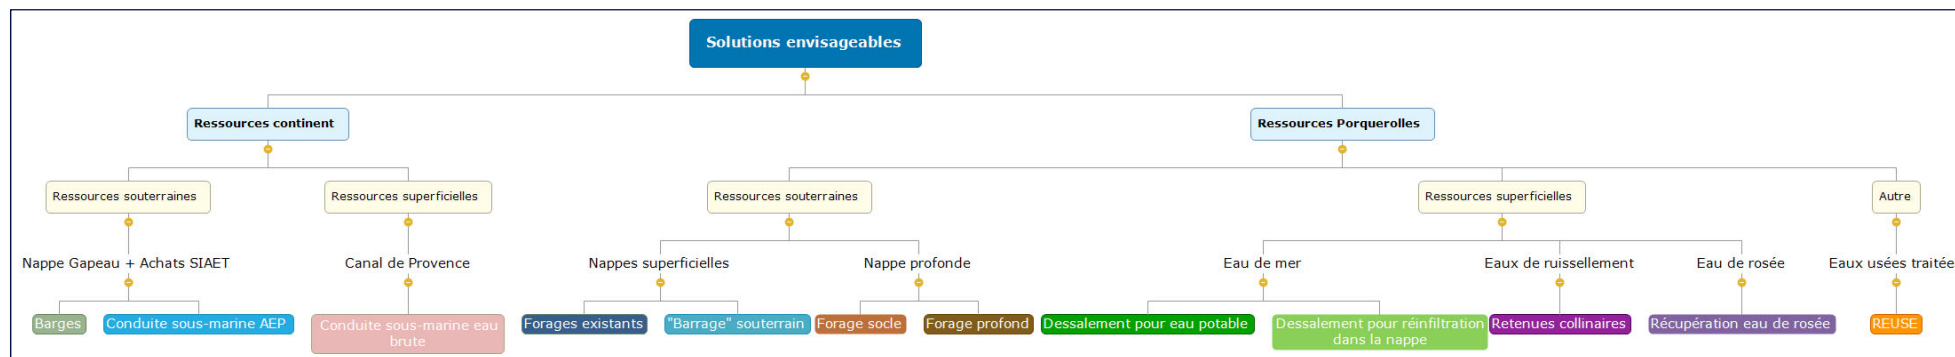 Solutions envisageables
Ressources continent
Ressources Porquerolles
Ressources souterraines
Ressources superficielles
Ressources souterraines
Ressources superficielles
Autre
Nappe Gapeau + Achats SIAET
Canal de Provence
Nappes superficielles
Nappe profonde
Eau de mer
Eaux de ruissellement
Eau de rosée
Eaux usées traitée
Barges
Conduite sous-marine AEP
Conduite sous-marine eau
brute
Forages existants
"Barrage" souterrain
Forage socle
Forage profond
Dessalement pour eau potable
Dessalement pour réinfiltration
dans la nappe
Retenues collinaires
Récupération eau de rosée
REUSE